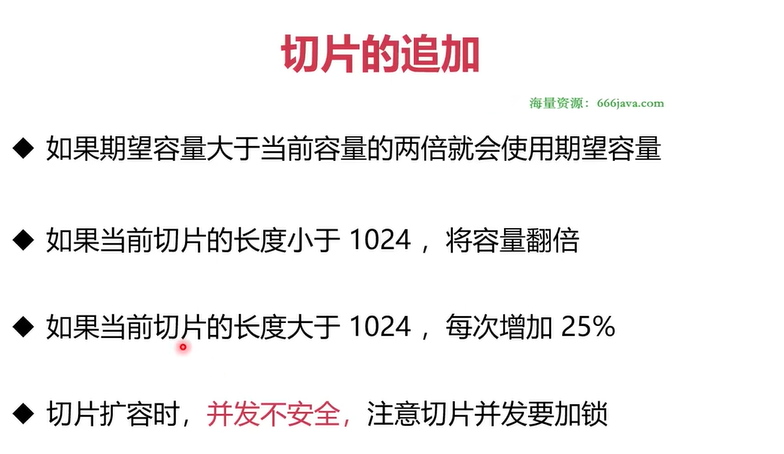 切片的追加
海量资源：666java.com
◆ 如果期望容量大于当前容量的两倍就会使用期望容量
◆ 如果当前切片的长度小于 1024 ，将容量翻倍
◆ 如果当前切片的长度大于 1024 ，每次增加 25%
◆ 切片扩容时，并发不安全，注意切片并发要加锁